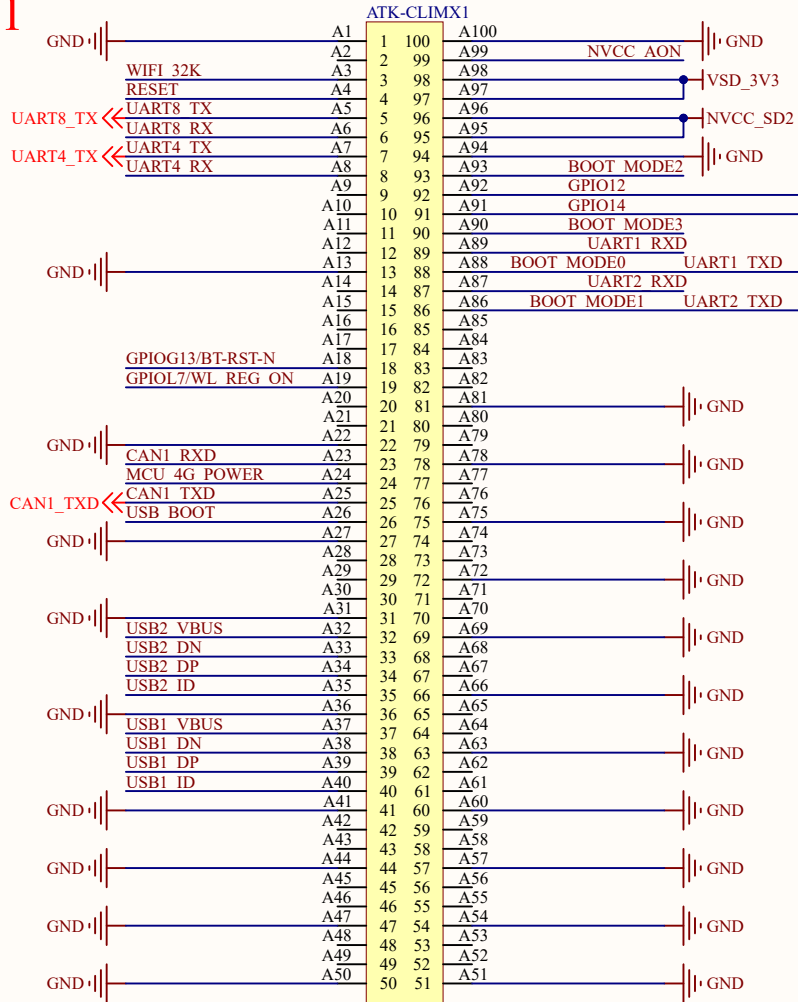 ATK-CLIMX1
GND A1 1 100 A100 GND
A2 2 99 A99 NVCC_AON
WIFI_32K A3 3 98 A98 VSD_3V3
RESET A4 4 97 A97
UART8_TX UART8_TX A5 5 96 A96 NVCC_SD2
UART8_RX A6 6 95 A95
UART4_TX UART4_TX A7 7 94 A94 GND
UART4_RX A8 8 93 A93 BOOT_MODE2
A9 9 92 A92 GPIO12
A10 10 91 A91 GPIO14
A11 11 90 A90 BOOT_MODE3
A12 12 89 A89 UART1_RXD
GND A13 13 88 A88 BOOT_MODE0 UART1_TXD
A14 14 87 A87 UART2_RXD
A15 15 86 A86 BOOT_MODE1 UART2_TXD
A16 16 85 A85
A17 17 84 A84
GPIOG13/BT-RST-N A18 18 83 A83
GPIOL7/WL_REG_ON A19 19 82 A82
A20 20 81 A81 GND
A21 21 80 A80
GND A22 22 79 A79
CAN1_RXD A23 23 78 A78 GND
MCU_4G_POWER A24 24 77 A77
CAN1_TXD CAN1_TXD A25 25 76 A76
USB_BOOT A26 26 75 A75 GND
GND A27 27 74 A74
A28 28 73 A73
A29 29 72 A72 GND
A30 30 71 A71
GND A31 31 70 A70
USB2_VBUS A32 32 69 A69 GND
USB2_DN A33 33 68 A68
USB2_DP A34 34 67 A67
USB2_ID A35 35 66 A66 GND
GND A36 36 65 A65
USB1_VBUS A37 37 64 A64
USB1_DN A38 38 63 A63 GND
USB1_DP A39 39 62 A62
USB1_ID A40 40 61 A61
GND A41 41 60 A60 GND
A42 42 59 A59
A43 43 58 A58
GND A44 44 57 A57 GND
A45 45 56 A56
A46 46 55 A55
GND A47 47 54 A54 GND
A48 48 53 A53
A49 49 52 A52
GND A50 50 51 A51 GND